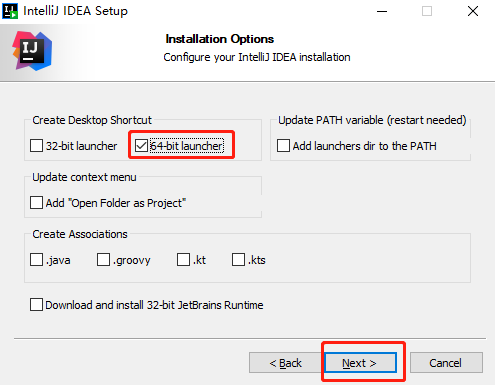 IntelliJ IDEA Setup
IJ
Installation Options
Configure your IntelliJ IDEA installation
Create Desktop Shortcut
32-bit launcher
64-bit launcher
Update PATH variable (restart needed)
Add launchers dir to the PATH
Update context menu
Add "Open Folder as Project"
Create Associations
.java .groovy .kt .kts
Download and install 32-bit JetBrains Runtime
< Back Next > Cancel